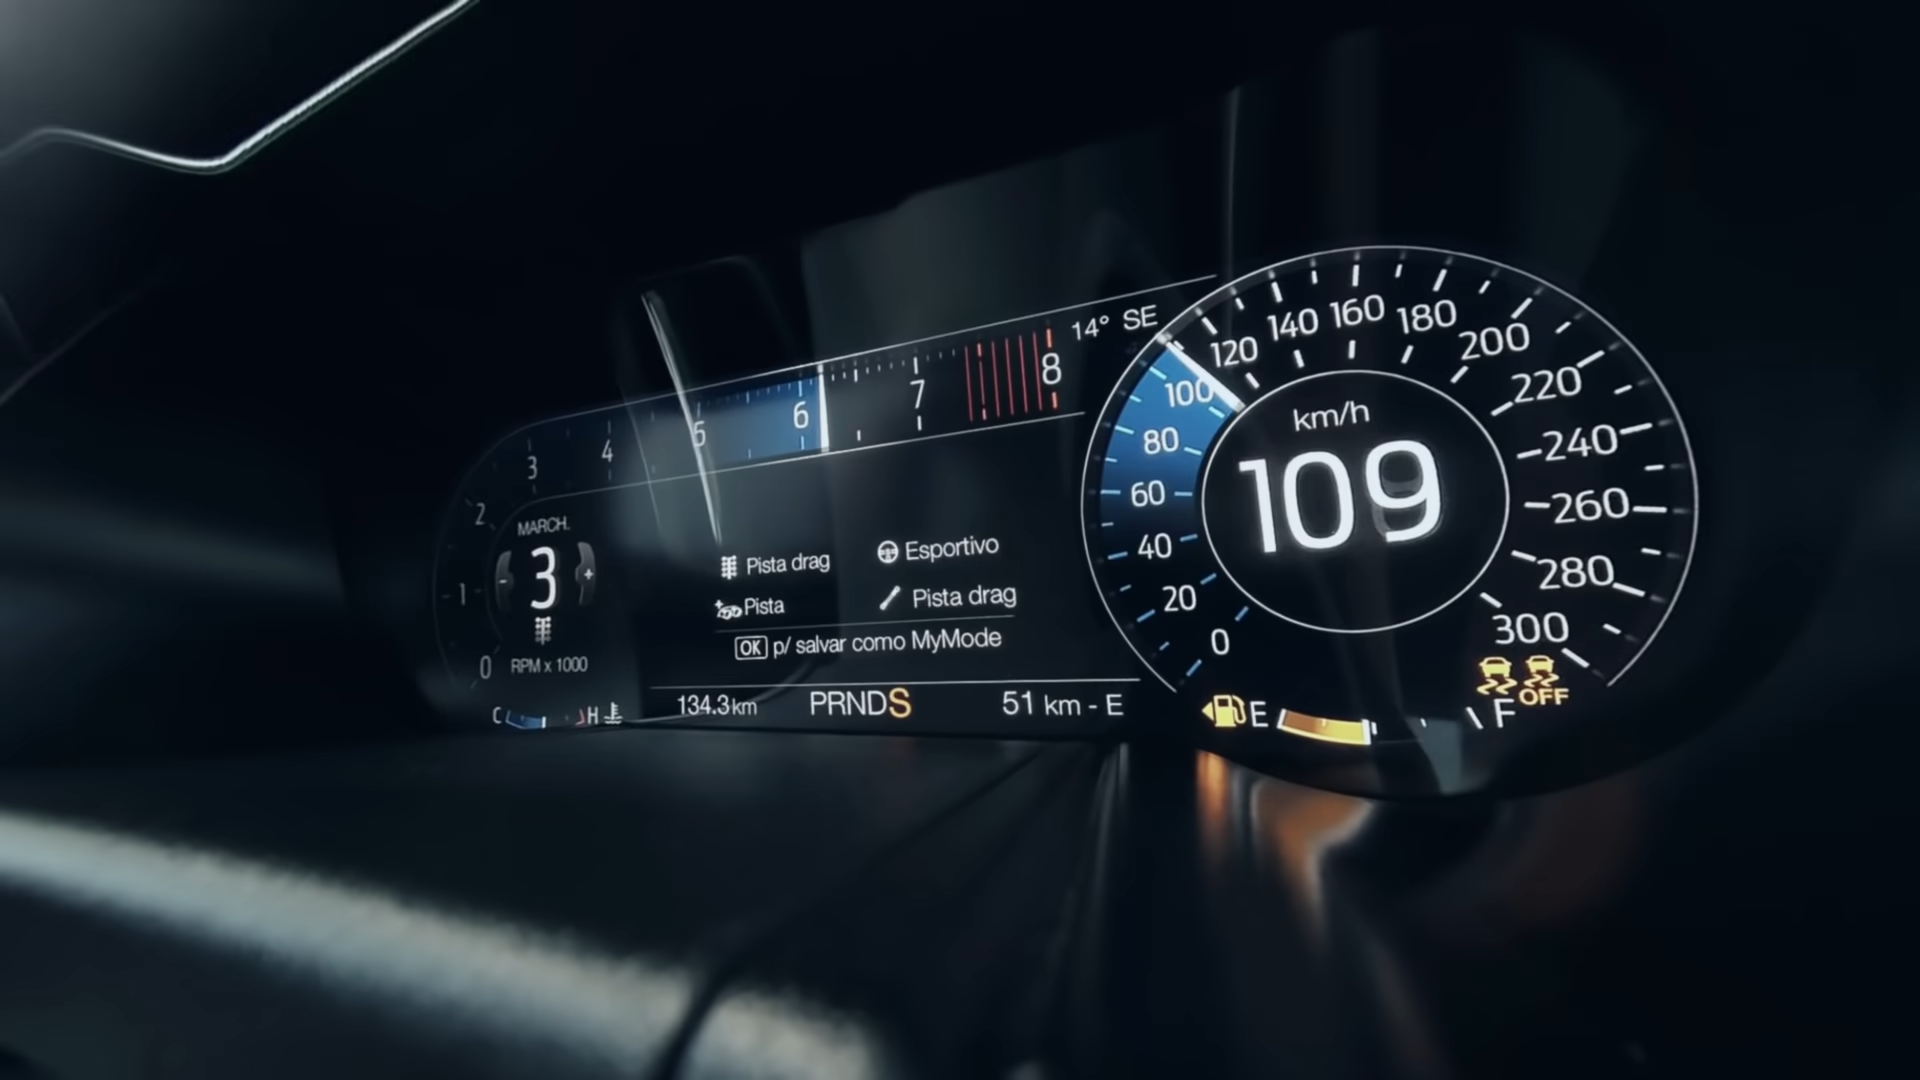 14° SE
0 1 2 3 4 5 6 7 8
MARCH.
- 3 +
RPM x 1000
C H
Pista drag
Esportivo
Pista
Pista drag
OK p/ salvar como MyMode
134.3 km PRNDS 51 km - E
0 20 40 60 80 100 120 140 160 180 200 220 240 260 280 300
km/h
109
OFF
E F